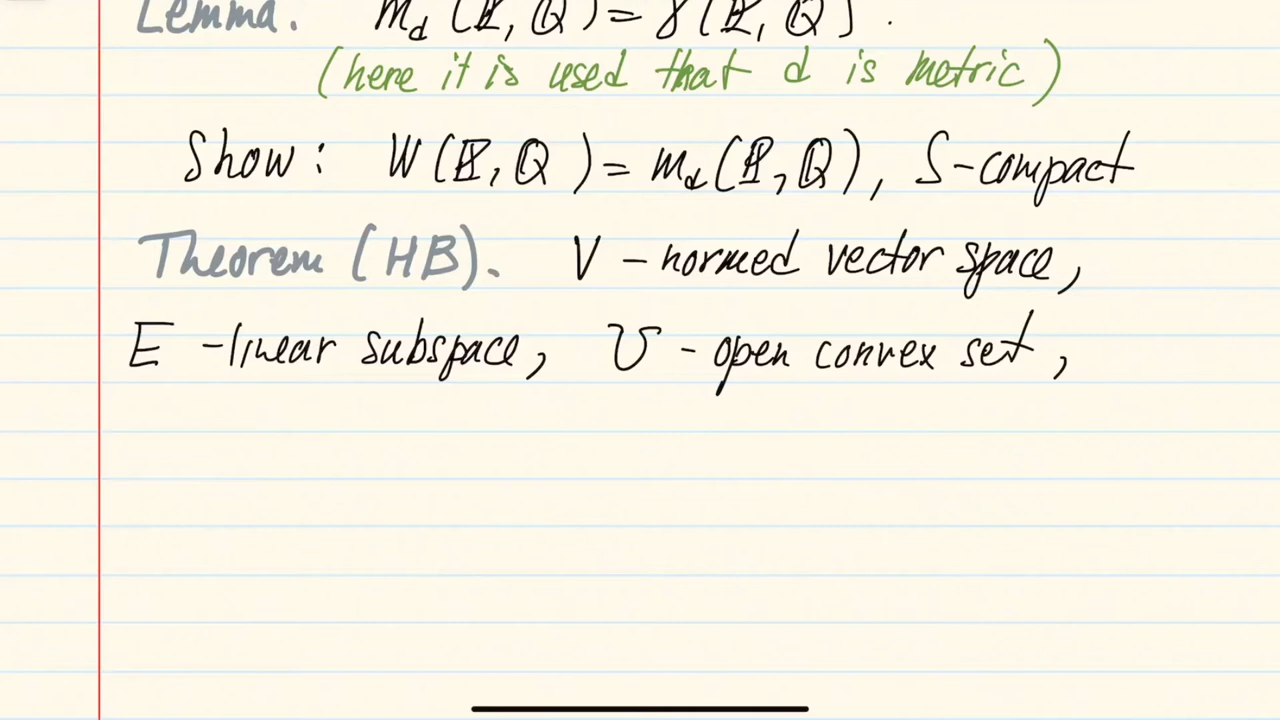 Lemma. m_d (ℙ, ℚ) = γ(ℙ, ℚ).
(here it is used that d is metric)
Show: W(ℙ, ℚ) = m_d(ℙ, ℚ), S-compact
Theorem (HB). V - normed vector space,
E - linear subspace, U - open convex set,